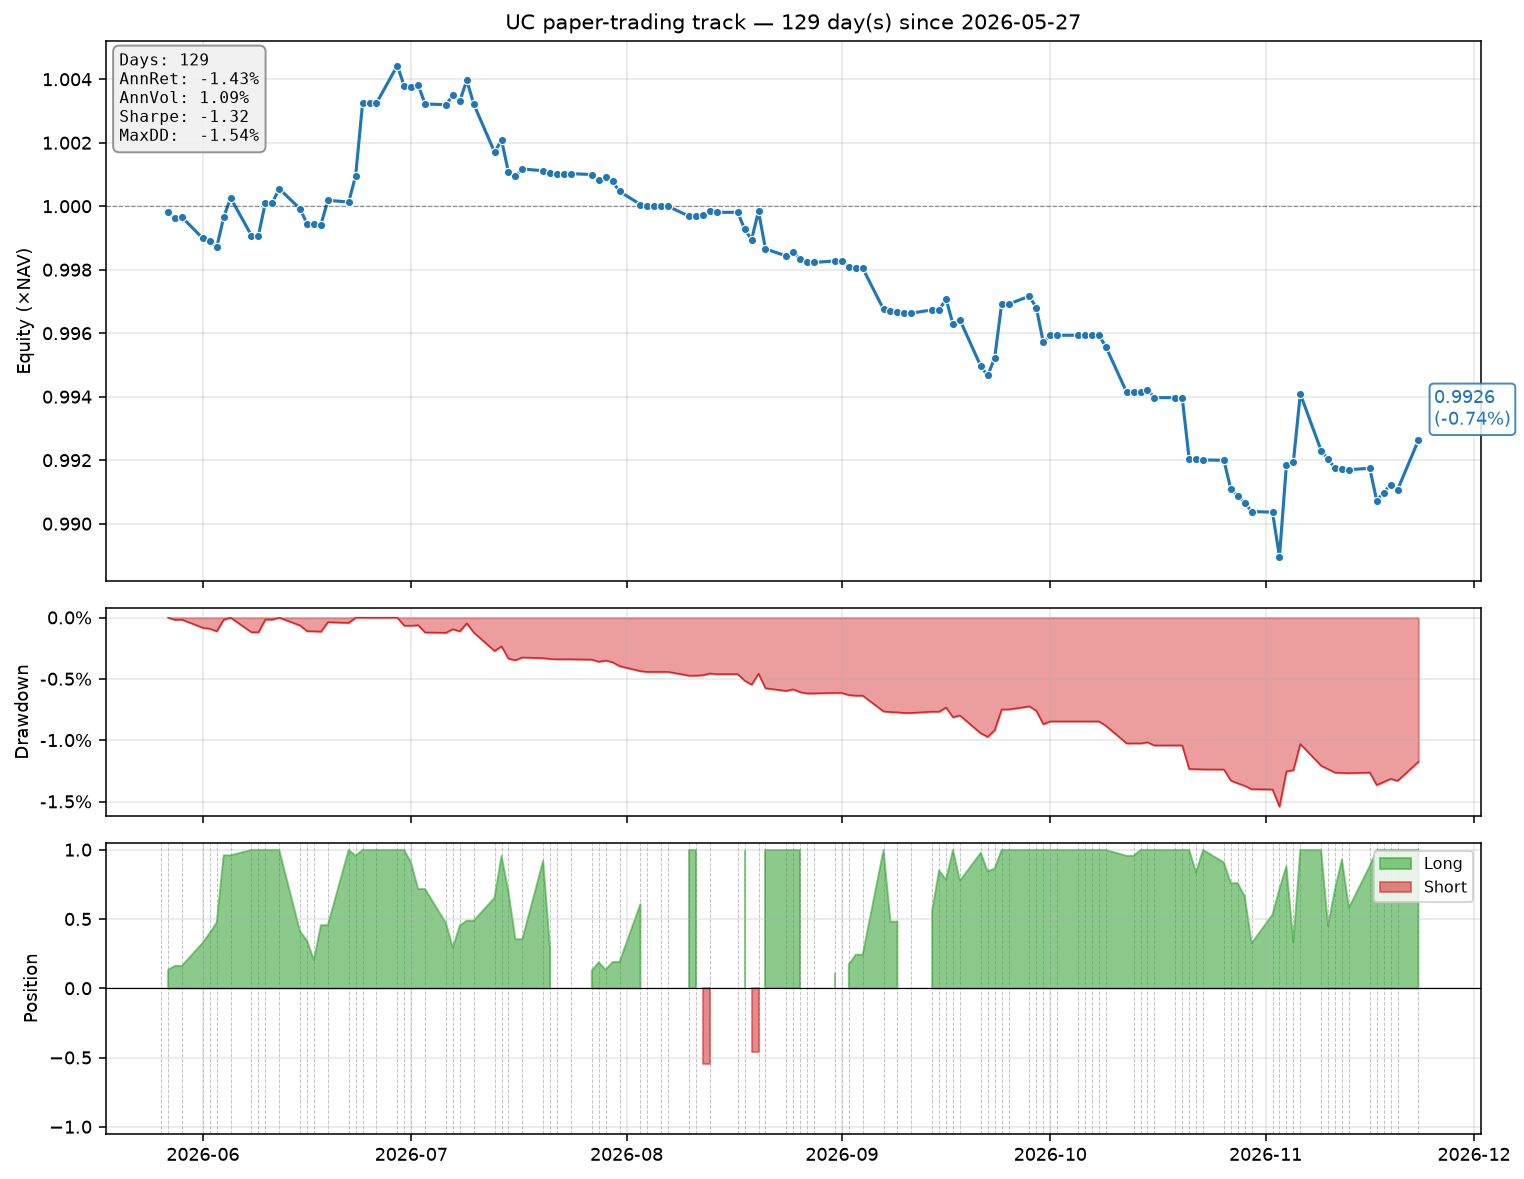 UC paper-trading track — 129 day(s) since 2026-05-27
Days: 129
AnnRet: -1.43%
AnnVol: 1.09%
Sharpe: -1.32
MaxDD:  -1.54%
1.004
1.002
1.000
0.998
0.996
0.994
0.992
0.990
Equity (×NAV)
0.9926
(-0.74%)
0.0%
-0.5%
-1.0%
-1.5%
Drawdown
1.0
0.5
0.0
−0.5
−1.0
Position
Long
Short
2026-06
2026-07
2026-08
2026-09
2026-10
2026-11
2026-12